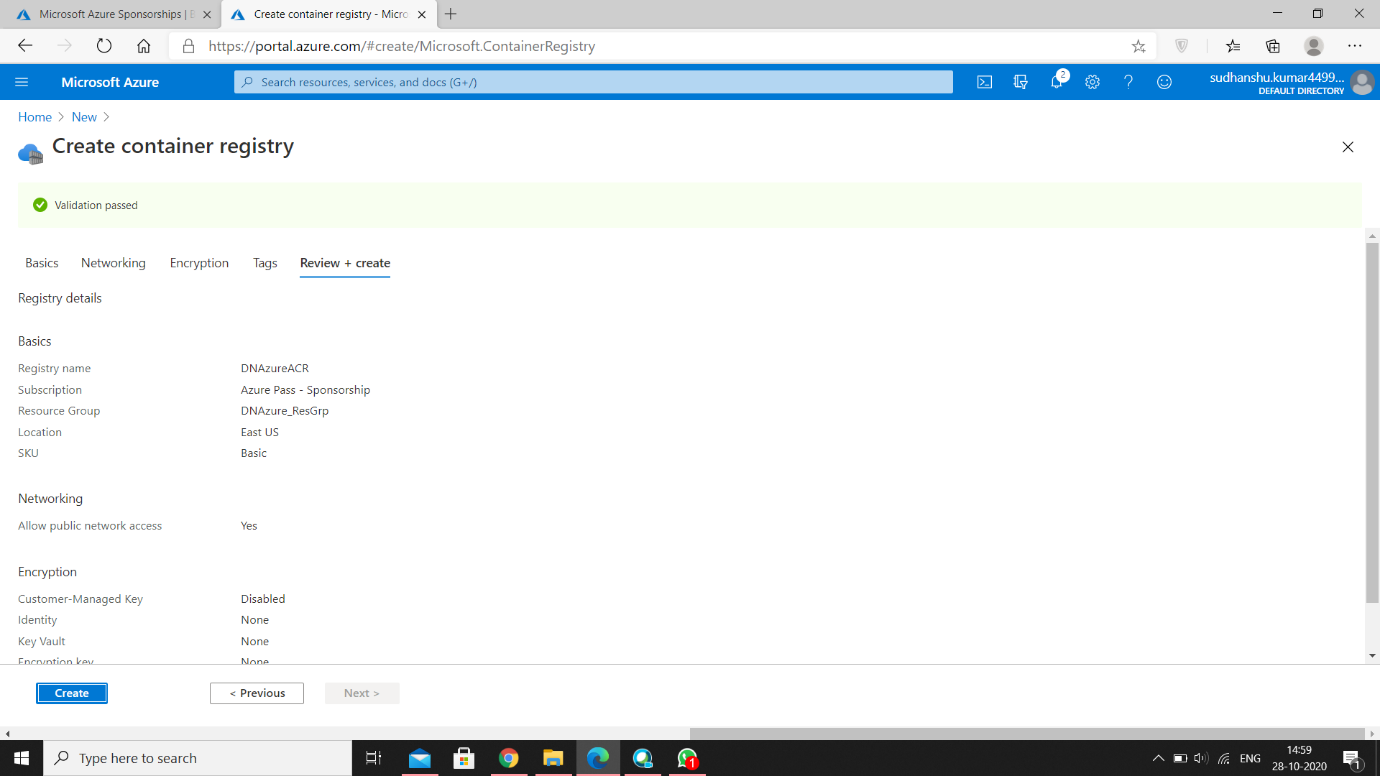 Microsoft Azure Sponsorships | E
Create container registry - Micro
https://portal.azure.com/#create/Microsoft.ContainerRegistry
Microsoft Azure
Search resources, services, and docs (G+/)
2
sudhanshu.kumar4499...
DEFAULT DIRECTORY
Home > New >
Create container registry
Validation passed
Basics Networking Encryption Tags Review + create
Registry details
Basics
Registry name DNAzureACR
Subscription Azure Pass - Sponsorship
Resource Group DNAzure_ResGrp
Location East US
SKU Basic
Networking
Allow public network access Yes
Encryption
Customer-Managed Key Disabled
Identity None
Key Vault None
Encryption key None
Create < Previous Next >
Type here to search
1
ENG
14:59
28-10-2020
1